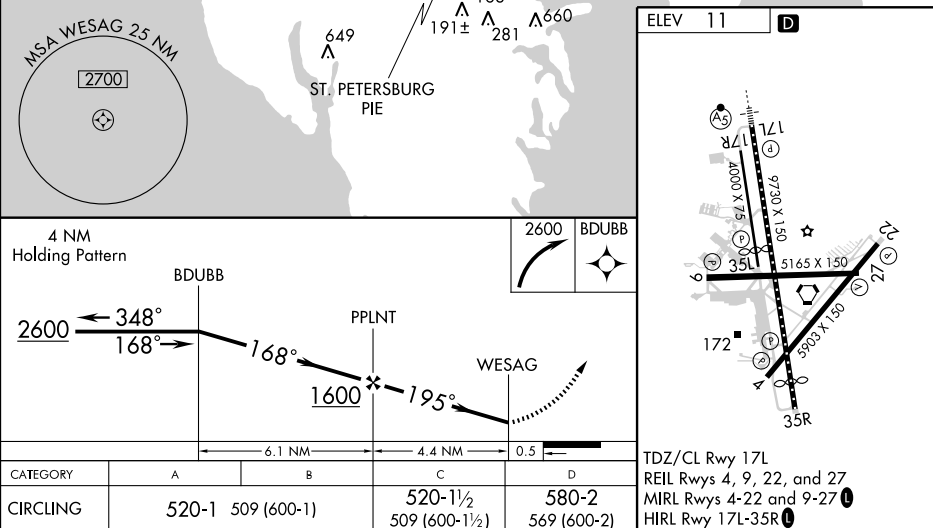 MSA WESAG 25 NM
2700
649
191±
281
660
ST. PETERSBURG
PIE
4 NM
Holding Pattern
2600
BDUBB
BDUBB
PPLNT
WESAG
2600
348°
168°
168°
1600
195°
6.1 NM
4.4 NM
0.5
CATEGORY A B C D
CIRCLING 520-1 509 (600-1) 520-1½ 509 (600-1½) 580-2 569 (600-2)
ELEV 11 D
A5
17R
17L
P
4000 X 75
9730 X 150
22
P
P
P
35L
5165 X 150
9
27
V
172
P
P
5903 X 150
4
35R
TDZ/CL Rwy 17L
REIL Rwys 4, 9, 22, and 27
MIRL Rwys 4-22 and 9-27 L
HIRL Rwy 17L-35R L